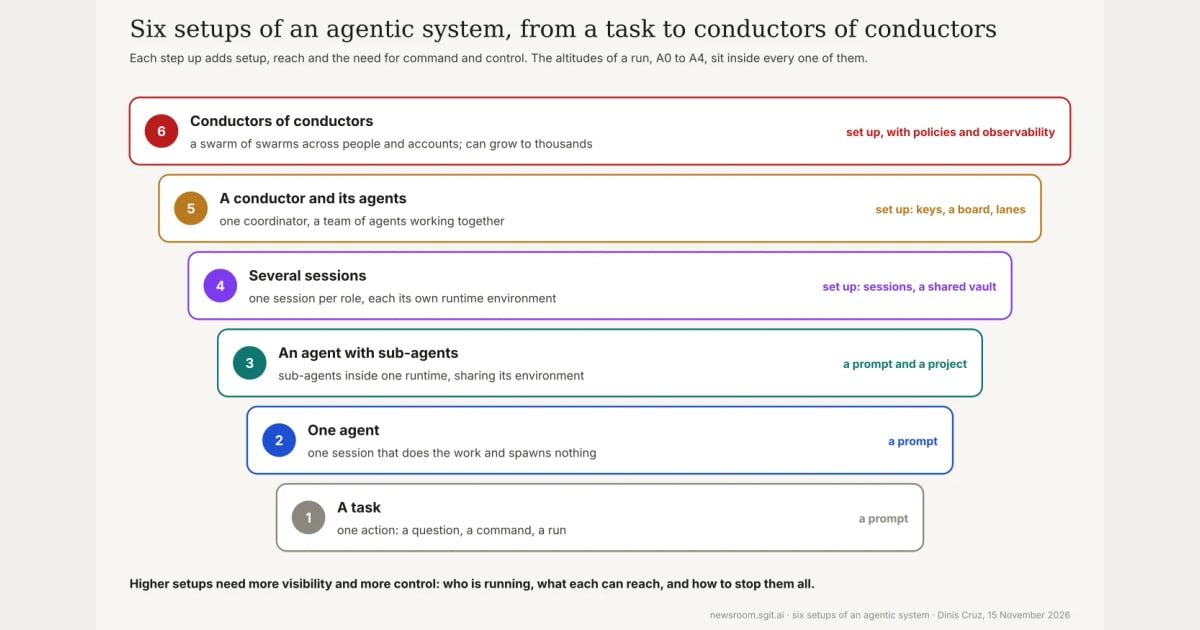 Six setups of an agentic system, from a task to conductors of conductors
Each step up adds setup, reach and the need for command and control. The altitudes of a run, A0 to A4, sit inside every one of them.
6
Conductors of conductors
a swarm of swarms across people and accounts; can grow to thousands
set up, with policies and observability
5
A conductor and its agents
one coordinator, a team of agents working together
set up: keys, a board, lanes
4
Several sessions
one session per role, each its own runtime environment
set up: sessions, a shared vault
3
An agent with sub-agents
sub-agents inside one runtime, sharing its environment
a prompt and a project
2
One agent
one session that does the work and spawns nothing
a prompt
1
A task
one action: a question, a command, a run
a prompt
Higher setups need more visibility and more control: who is running, what each can reach, and how to stop them all.
newsroom.sgit.ai · six setups of an agentic system · Dinis Cruz, 15 November 2026